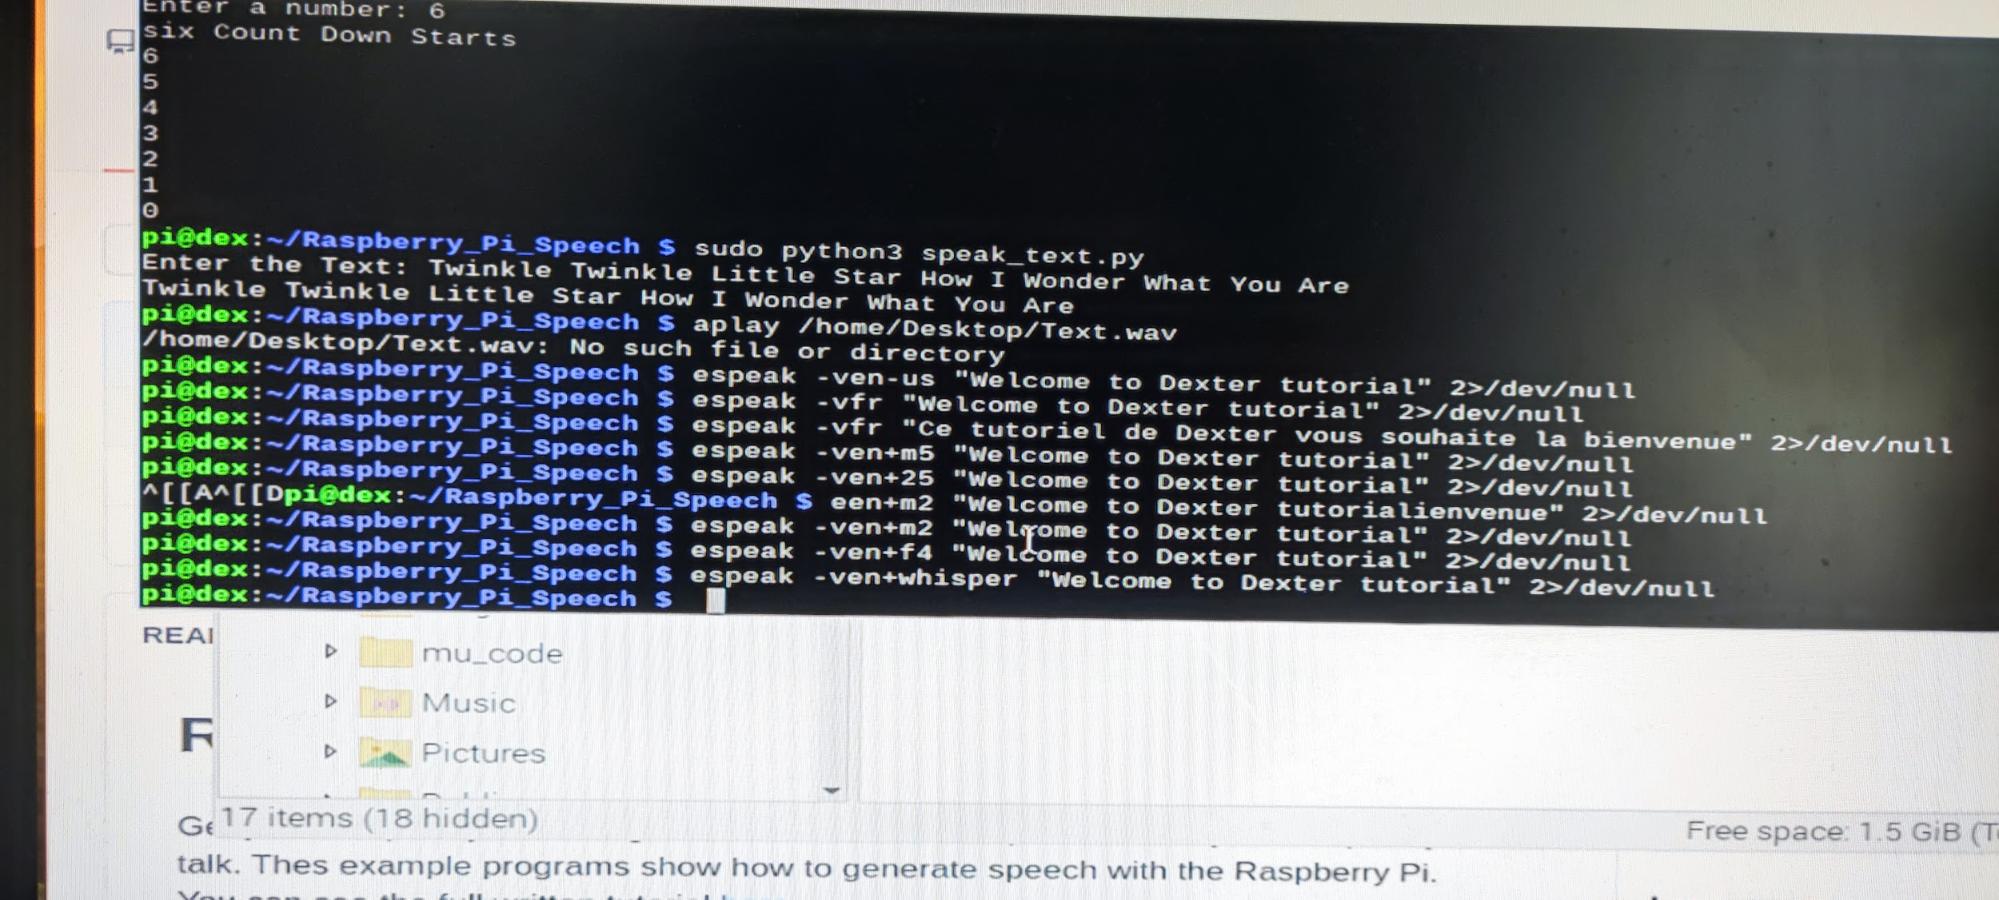 Enter a number: 6
six Count Down Starts
6
5
4
3
2
1
0
pi@dex:~/Raspberry_Pi_Speech $ sudo python3 speak_text.py
Enter the Text: Twinkle Twinkle Little Star How I Wonder What You Are
Twinkle Twinkle Little Star How I Wonder What You Are
pi@dex:~/Raspberry_Pi_Speech $ aplay /home/Desktop/Text.wav
/home/Desktop/Text.wav: No such file or directory
pi@dex:~/Raspberry_Pi_Speech $ espeak -ven-us "Welcome to Dexter tutorial" 2>/dev/null
pi@dex:~/Raspberry_Pi_Speech $ espeak -vfr "Welcome to Dexter tutorial" 2>/dev/null
pi@dex:~/Raspberry_Pi_Speech $ espeak -vfr "Ce tutoriel de Dexter vous souhaite la bienvenue" 2>/dev/null
pi@dex:~/Raspberry_Pi_Speech $ espeak -ven+m5 "Welcome to Dexter tutorial" 2>/dev/null
pi@dex:~/Raspberry_Pi_Speech $ espeak -ven+25 "Welcome to Dexter tutorial" 2>/dev/null
^[[A^[[Dpi@dex:~/Raspberry_Pi_Speech $ een+m2 "Welcome to Dexter tutorialienvenue" 2>/dev/null
pi@dex:~/Raspberry_Pi_Speech $ espeak -ven+m2 "Welcome to Dexter tutorial" 2>/dev/null
pi@dex:~/Raspberry_Pi_Speech $ espeak -ven+f4 "Welcome to Dexter tutorial" 2>/dev/null
pi@dex:~/Raspberry_Pi_Speech $ espeak -ven+whisper "Welcome to Dexter tutorial" 2>/dev/null
pi@dex:~/Raspberry_Pi_Speech $
REA
mu_code
Music
R
Pictures
Ge
17 items (18 hidden)
Free space: 1.5 GiB (T
talk. Thes example programs show how to generate speech with the Raspberry Pi.